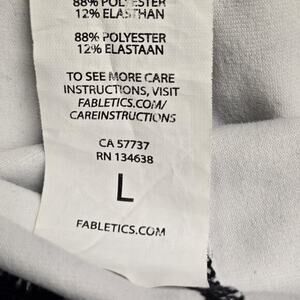 88% POLYESTER
12% ELASTHAN
88% POLYESTER
12% ELASTAAN
TO SEE MORE CARE
INSTRUCTIONS, VISIT
FABLETICS.COM/
CAREINSTRUCTIONS
CA 57737
RN 134638
L
FABLETICS.COM